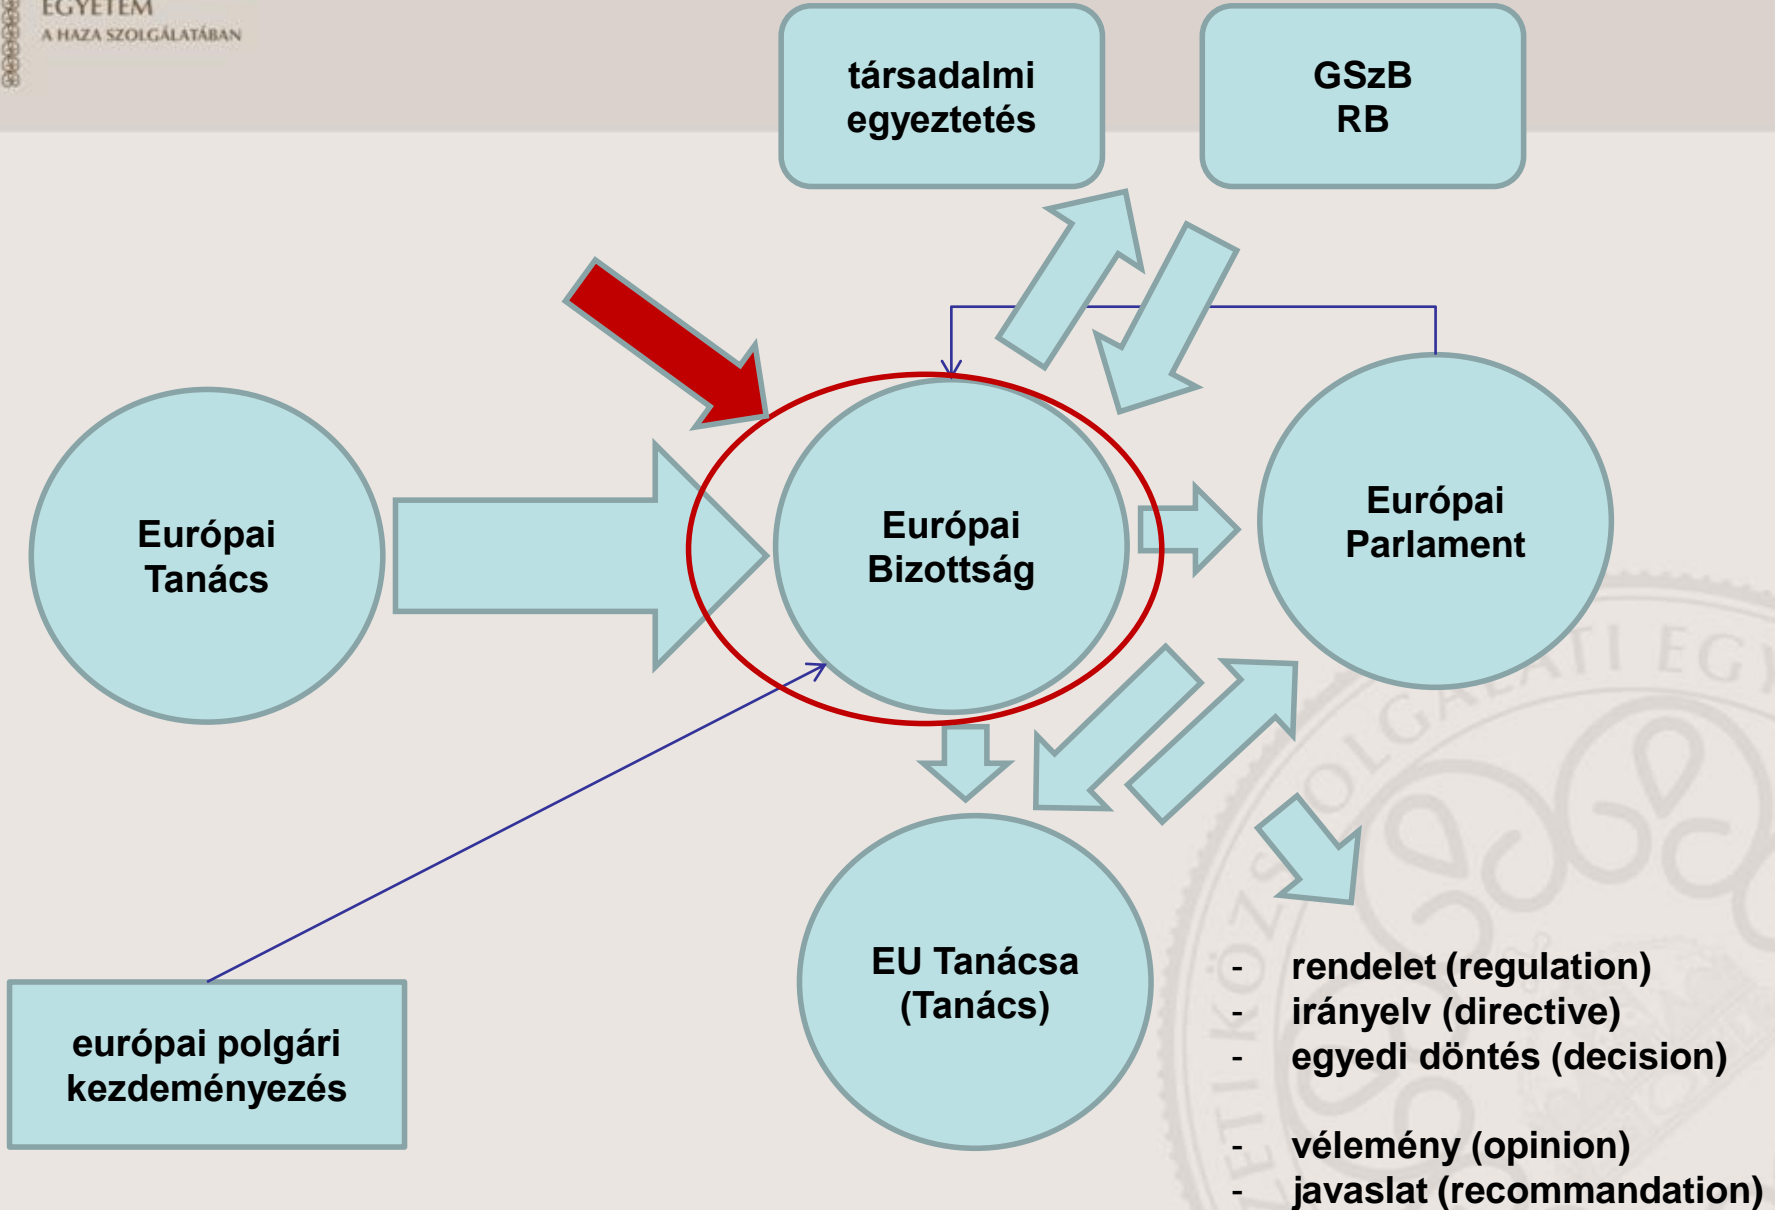 EGYETEM
A HAZA SZOLGÁLATÁBAN
társadalmi
egyeztetés
GSzB
RB
Európai
Tanács
Európai
Bizottság
Európai
Parlament
EU Tanácsa
(Tanács)
európai polgári
kezdeményezés
- rendelet (regulation)
- irányelv (directive)
- egyedi döntés (decision)
- vélemény (opinion)
- javaslat (recommandation)